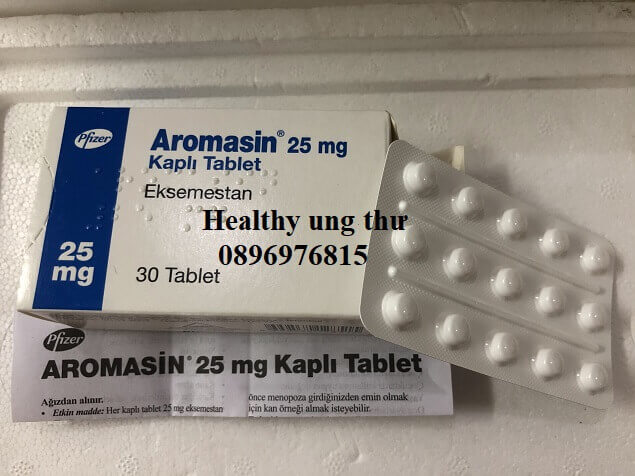 Pfizer
Aromasin® 25 mg
Kaplı Tablet
Eksemestan
Healthy ung thư
0896976815
25
mg
30 Tablet
Pfizer
AROMASİN® 25 mg Kaplı Tablet
Ağızdan alınır.
• Etkin madde: Her kaplı tablet 25 mg eksemestan
önce menopoza girdiğinizden emin olmak
için kan örneği almak isteyebilir.